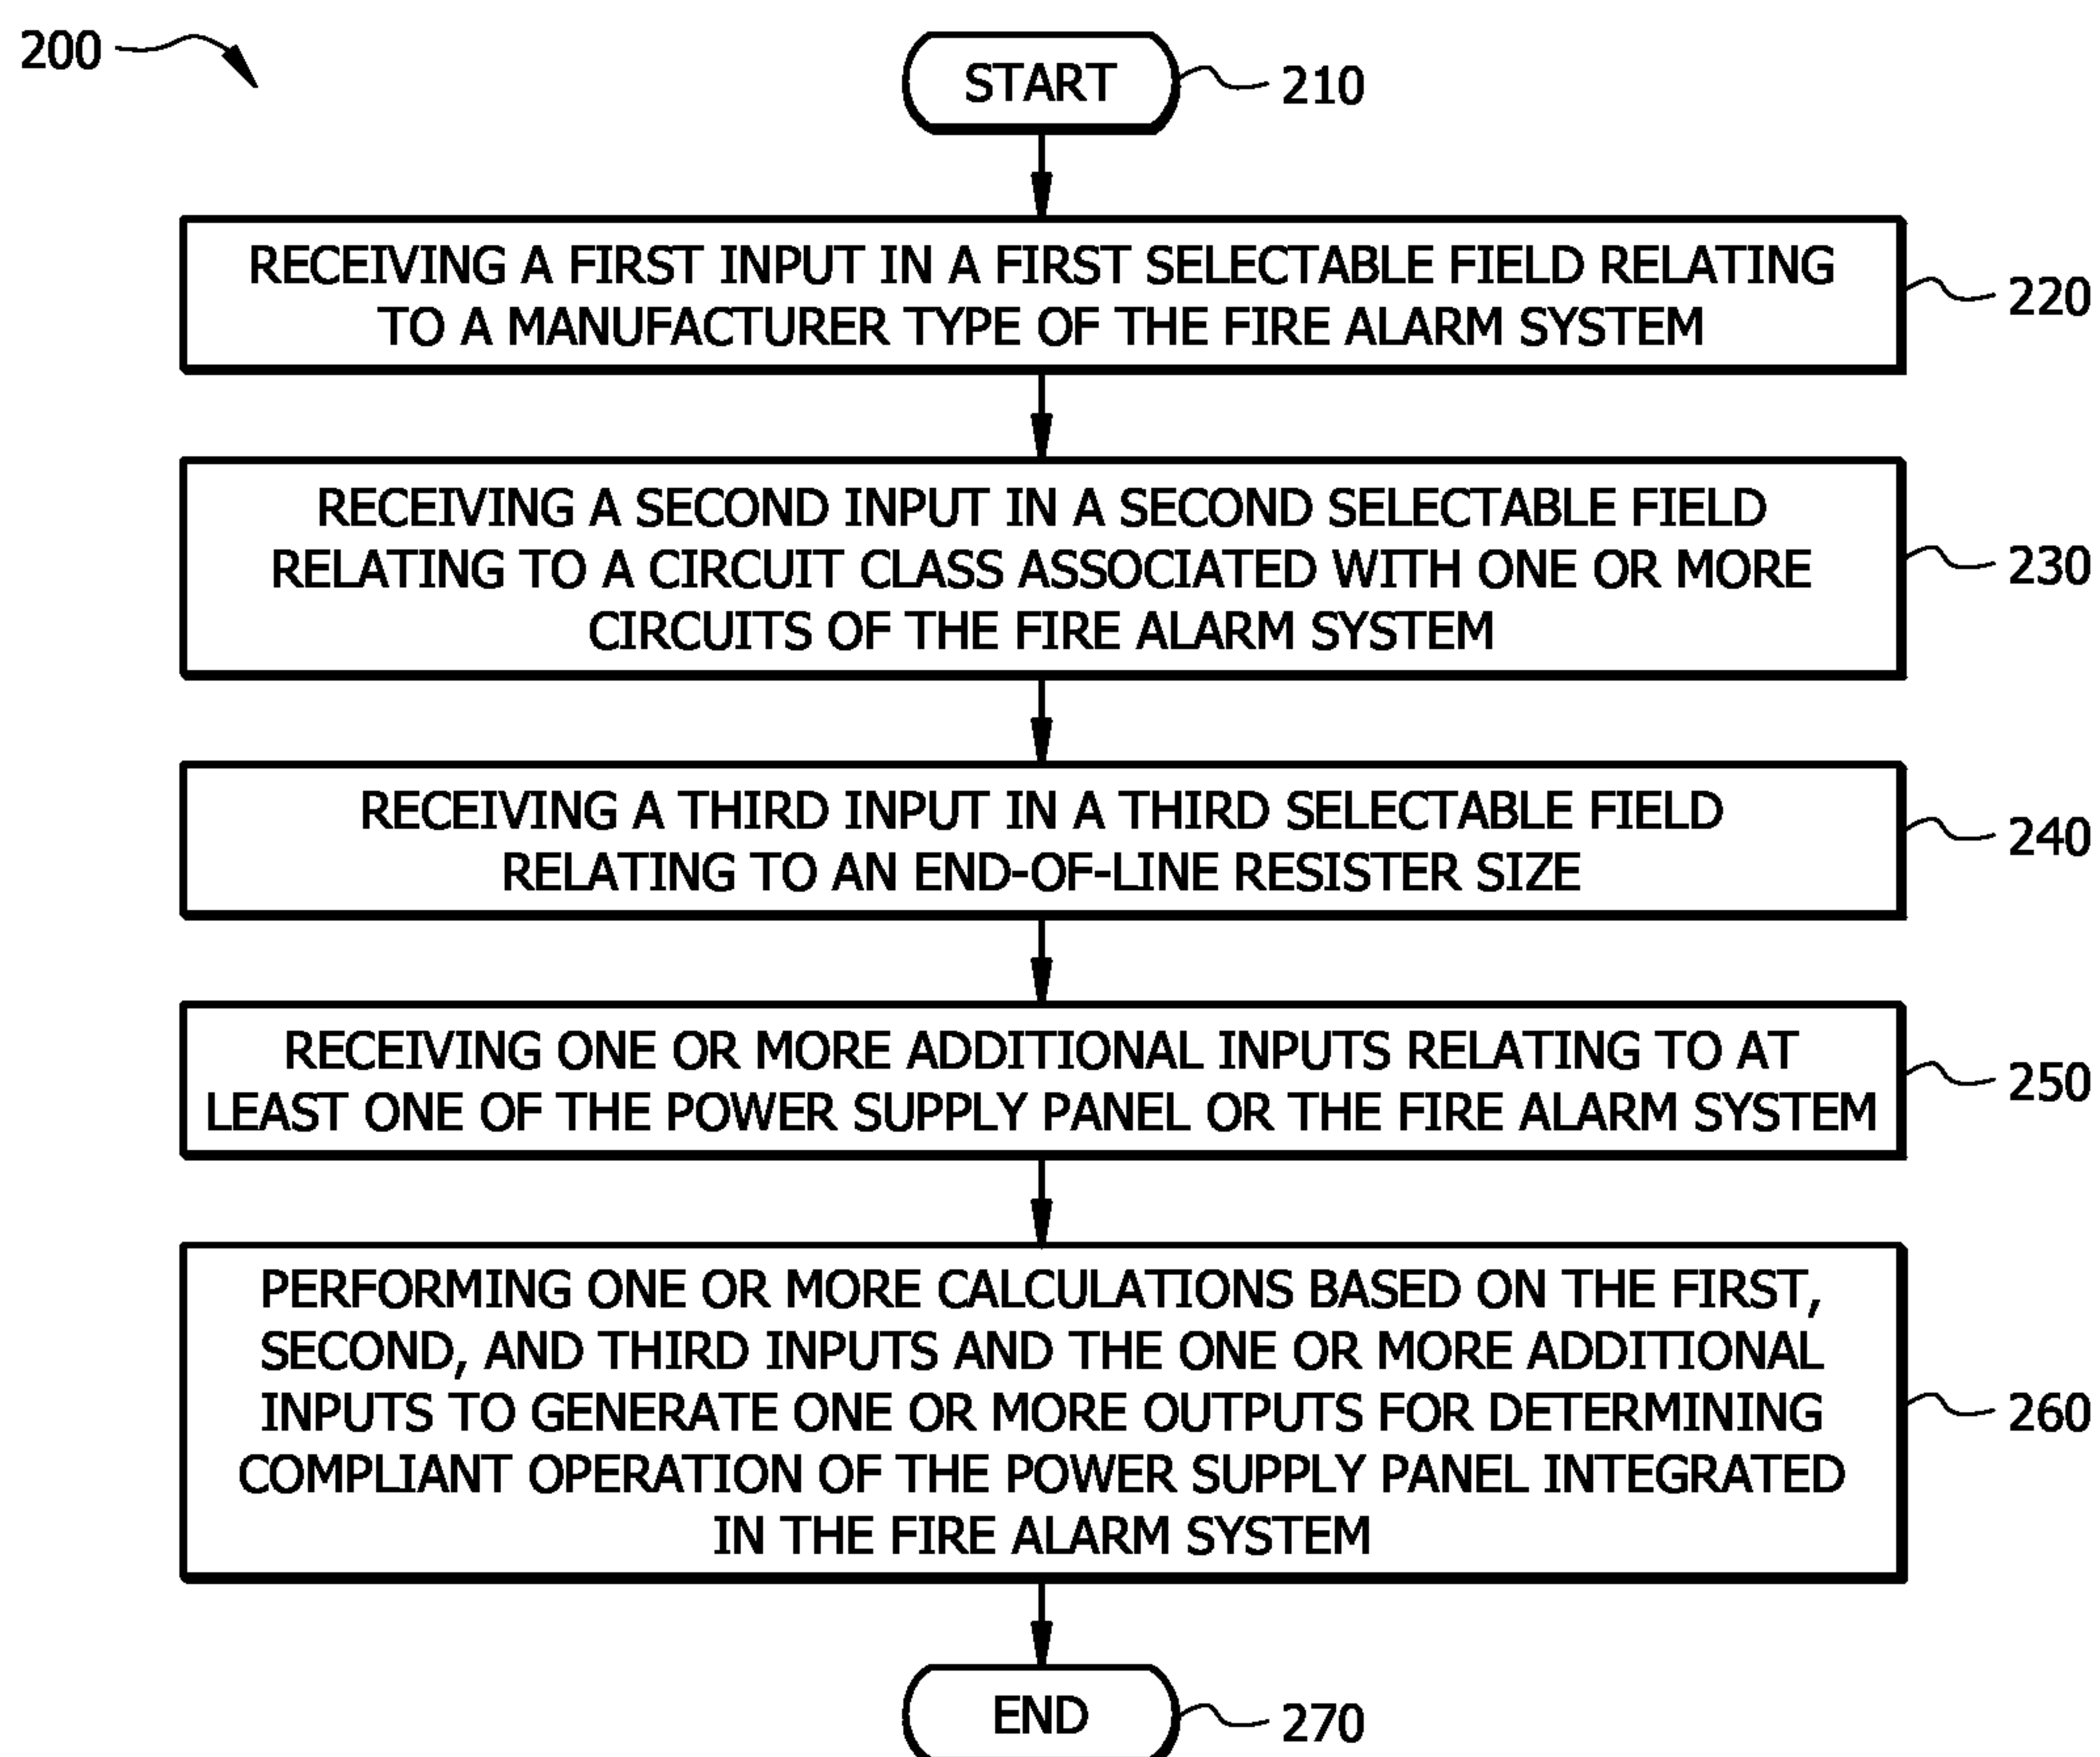 200
START
210
RECEIVING A FIRST INPUT IN A FIRST SELECTABLE FIELD RELATING
TO A MANUFACTURER TYPE OF THE FIRE ALARM SYSTEM
220
RECEIVING A SECOND INPUT IN A SECOND SELECTABLE FIELD
RELATING TO A CIRCUIT CLASS ASSOCIATED WITH ONE OR MORE
CIRCUITS OF THE FIRE ALARM SYSTEM
230
RECEIVING A THIRD INPUT IN A THIRD SELECTABLE FIELD
RELATING TO AN END-OF-LINE RESISTER SIZE
240
RECEIVING ONE OR MORE ADDITIONAL INPUTS RELATING TO AT
LEAST ONE OF THE POWER SUPPLY PANEL OR THE FIRE ALARM SYSTEM
250
PERFORMING ONE OR MORE CALCULATIONS BASED ON THE FIRST,
SECOND, AND THIRD INPUTS AND THE ONE OR MORE ADDITIONAL
INPUTS TO GENERATE ONE OR MORE OUTPUTS FOR DETERMINING
COMPLIANT OPERATION OF THE POWER SUPPLY PANEL INTEGRATED
IN THE FIRE ALARM SYSTEM
260
END
270